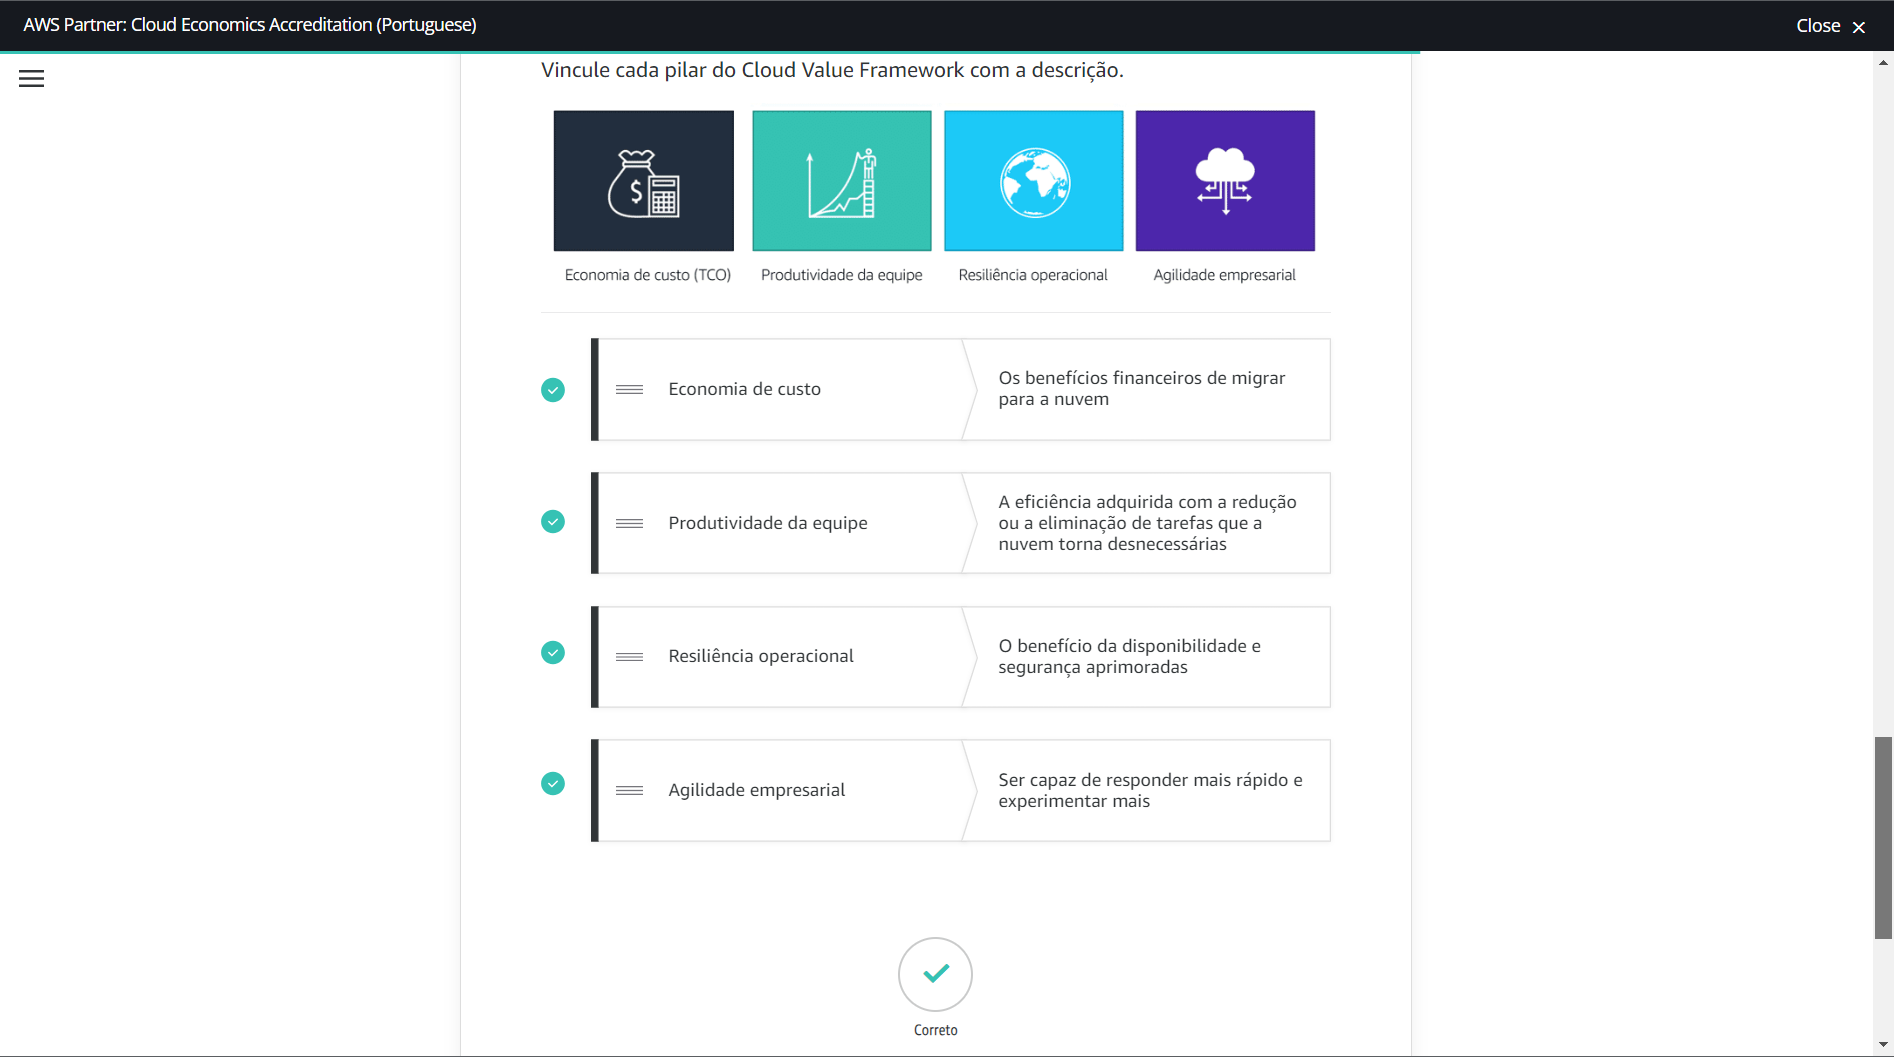 AWS Partner: Cloud Economics Accreditation (Portuguese)
Close
Vincule cada pilar do Cloud Value Framework com a descrição.
$
Economia de custo (TCO)
Produtividade da equipe
Resiliência operacional
Agilidade empresarial
Economia de custo
Os benefícios financeiros de migrar
para a nuvem
Produtividade da equipe
A eficiência adquirida com a redução
ou a eliminação de tarefas que a
nuvem torna desnecessárias
Resiliência operacional
O benefício da disponibilidade e
segurança aprimoradas
Agilidade empresarial
Ser capaz de responder mais rápido e
experimentar mais
Correto